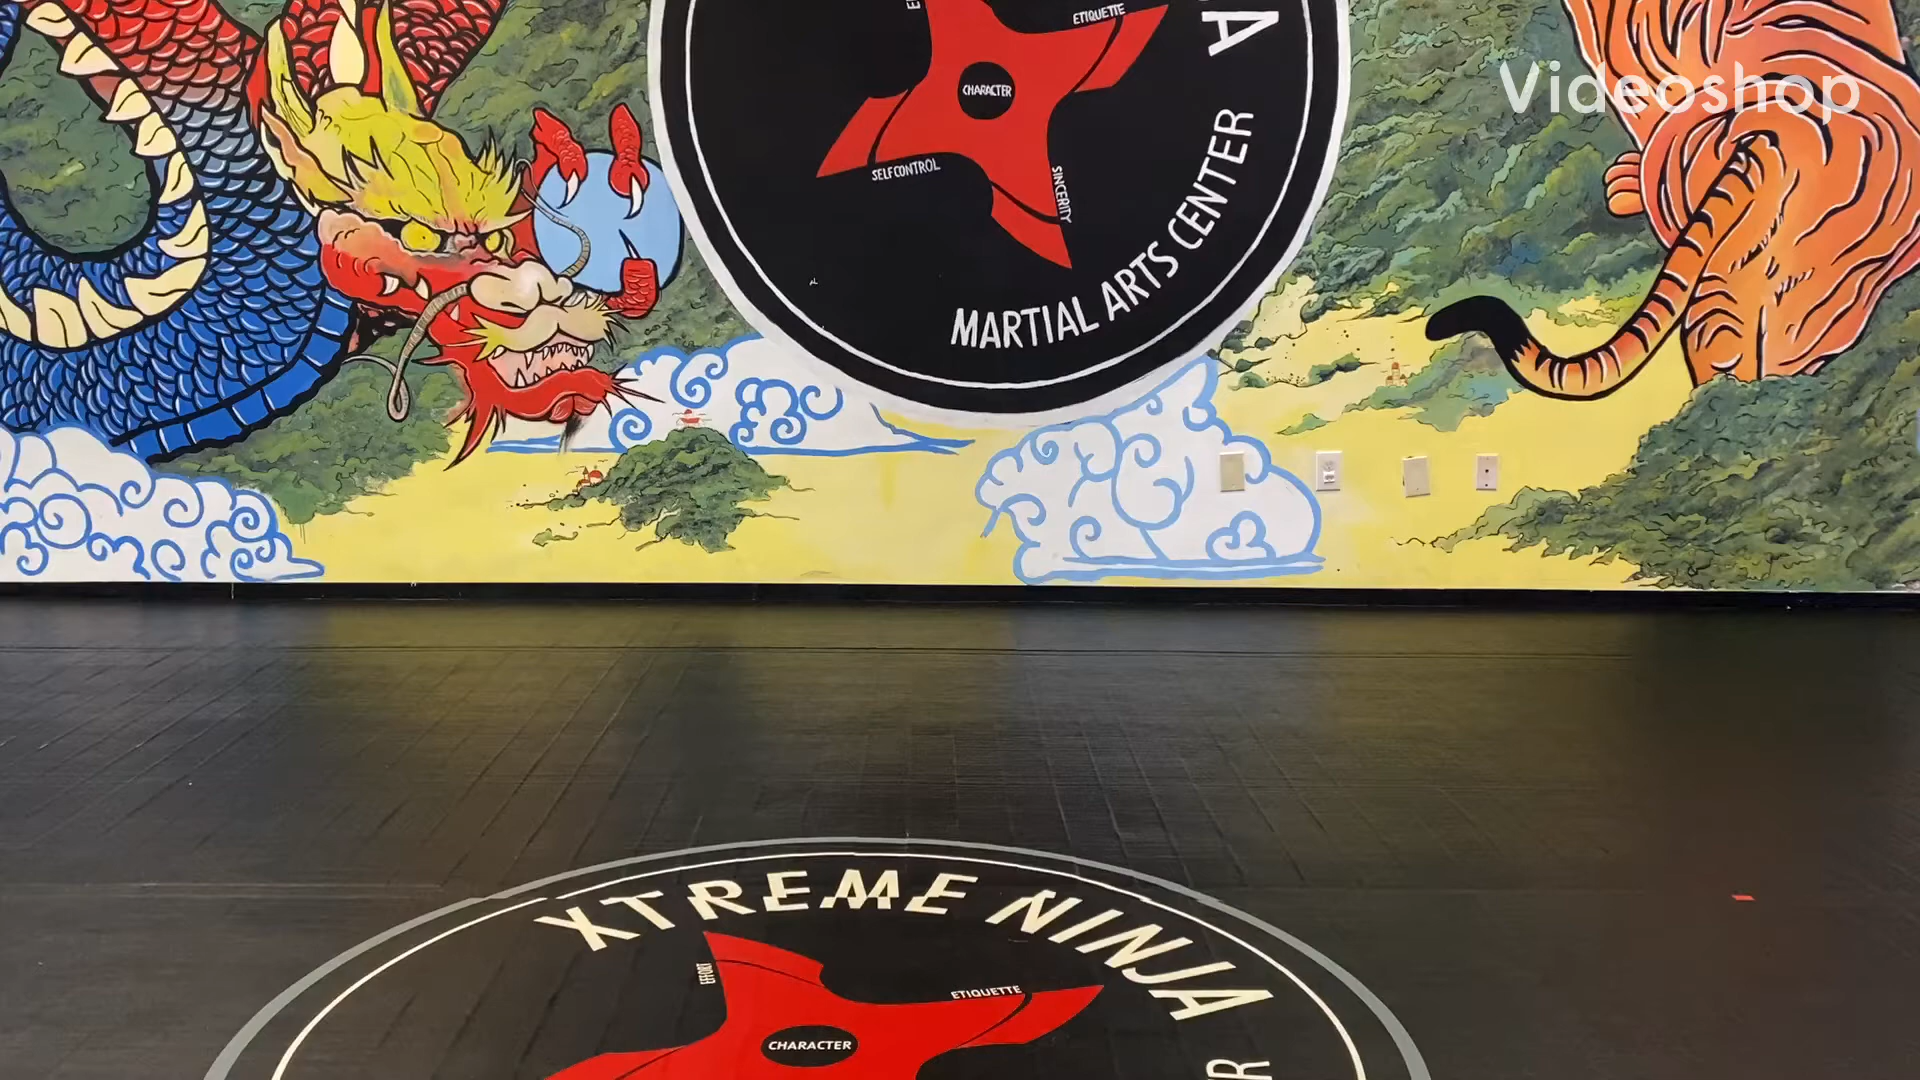 ETIQUETTE
A
Videoshop
CHARACTER
SELF CONTROL
SINCERITY
MARTIAL ARTS CENTER
XTREME NINJA
EFFORT
ETIQUETTE
CHARACTER